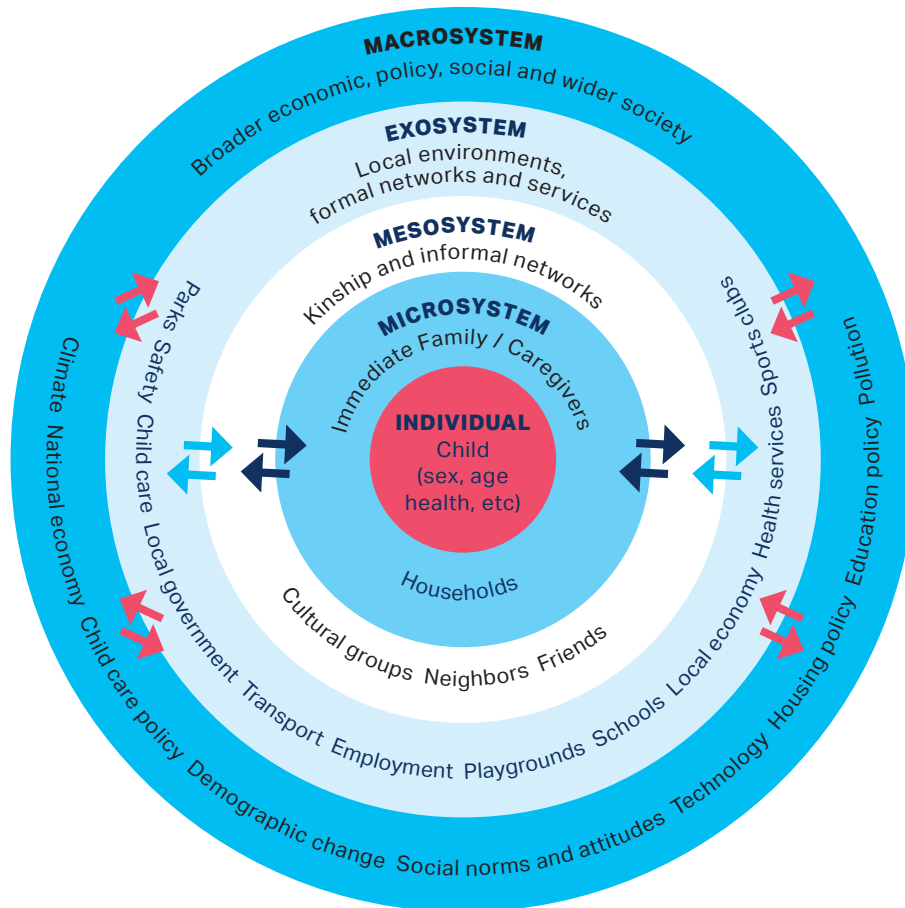 MACROSYSTEM
Broader economic, policy, social and wider society
EXOSYSTEM
Local environments,
formal networks and services
MESOSYSTEM
Kinship and informal networks
MICROSYSTEM
Immediate Family / Caregivers
INDIVIDUAL
Child
(sex, age
health, etc)
Households
Cultural groups Neighbors Friends
Parks Safety Child care Local government Transport Employment Playgrounds Schools Local economy Health services Sports clubs
Climate National economy Child care policy Demographic change Social norms and attitudes Technology Housing policy Education policy Pollution